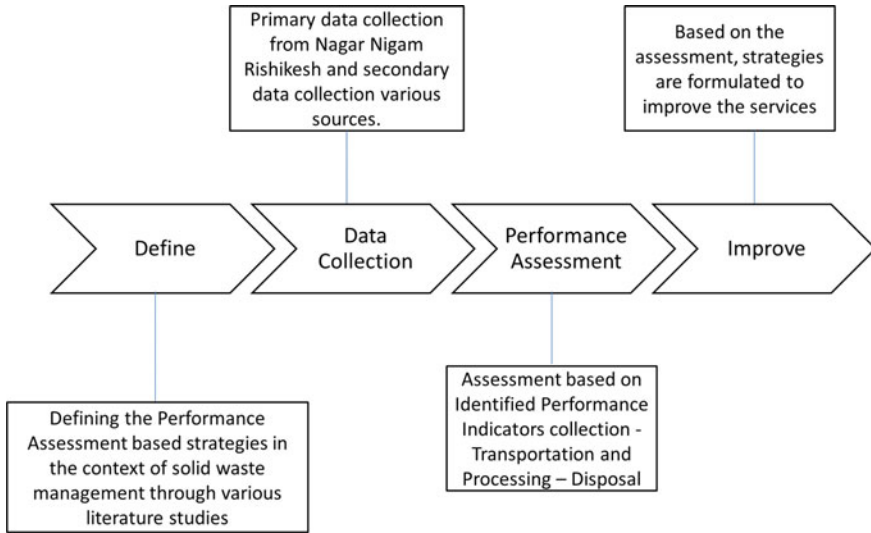 Primary data collection
from Nagar Nigam
Rishikesh and secondary
data collection various
sources.
Based on the
assessment, strategies
are formulated to
improve the services
Define
Data
Collection
Performance
Assessment
Improve
Defining the Performance
Assessment based strategies in
the context of solid waste
management through various
literature studies
Assessment based on
Identified Performance
Indicators collection -
Transportation and
Processing – Disposal